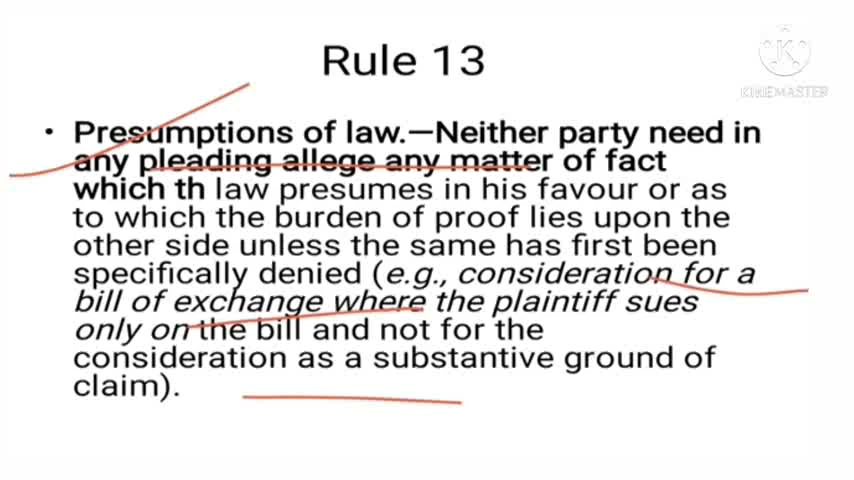 Rule 13
K
KINEMASTER
• Presumptions of law.—Neither party need in
any pleading allege any matter of fact
which th law presumes in his favour or as
to which the burden of proof lies upon the
other side unless the same has first been
specifically denied (e.g., consideration for a
bill of exchange where the plaintiff sues
only on the bill and not for the
consideration as a substantive ground of
claim).